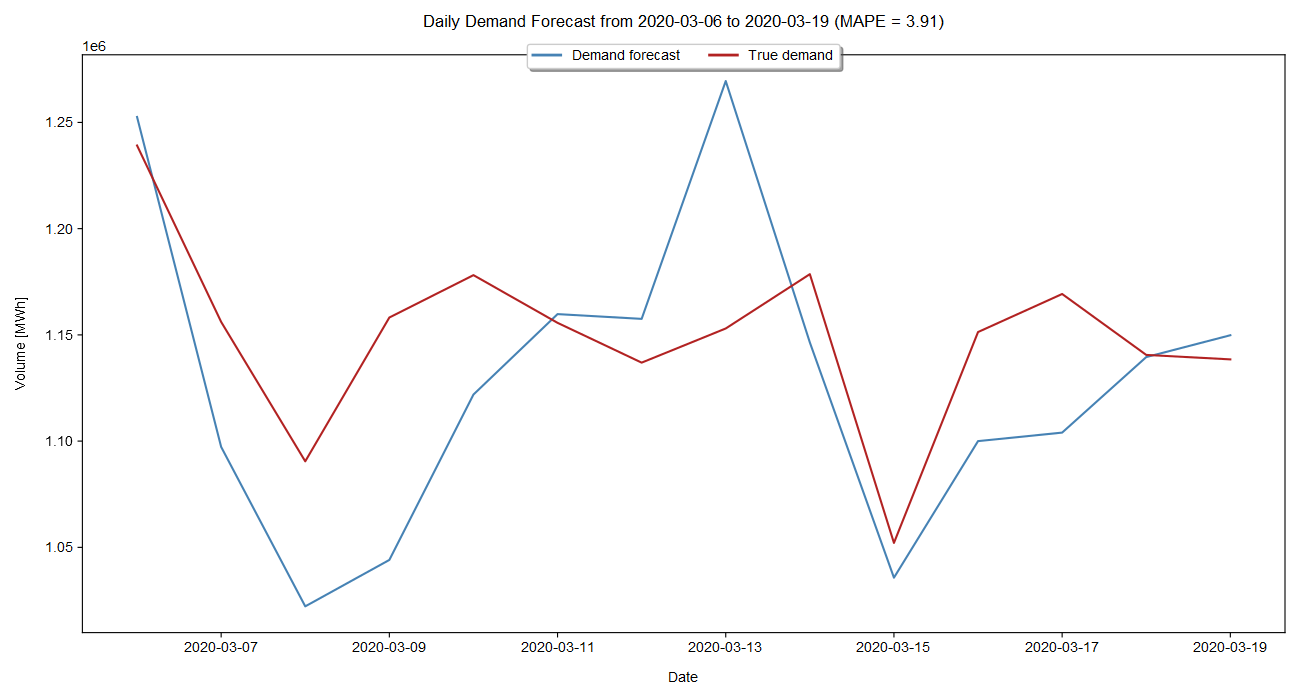 Daily Demand Forecast from 2020-03-06 to 2020-03-19 (MAPE = 3.91)
1e6
Demand forecast True demand
1.25
1.20
1.15
1.10
1.05
Volume [MWh]
2020-03-07 2020-03-09 2020-03-11 2020-03-13 2020-03-15 2020-03-17 2020-03-19
Date